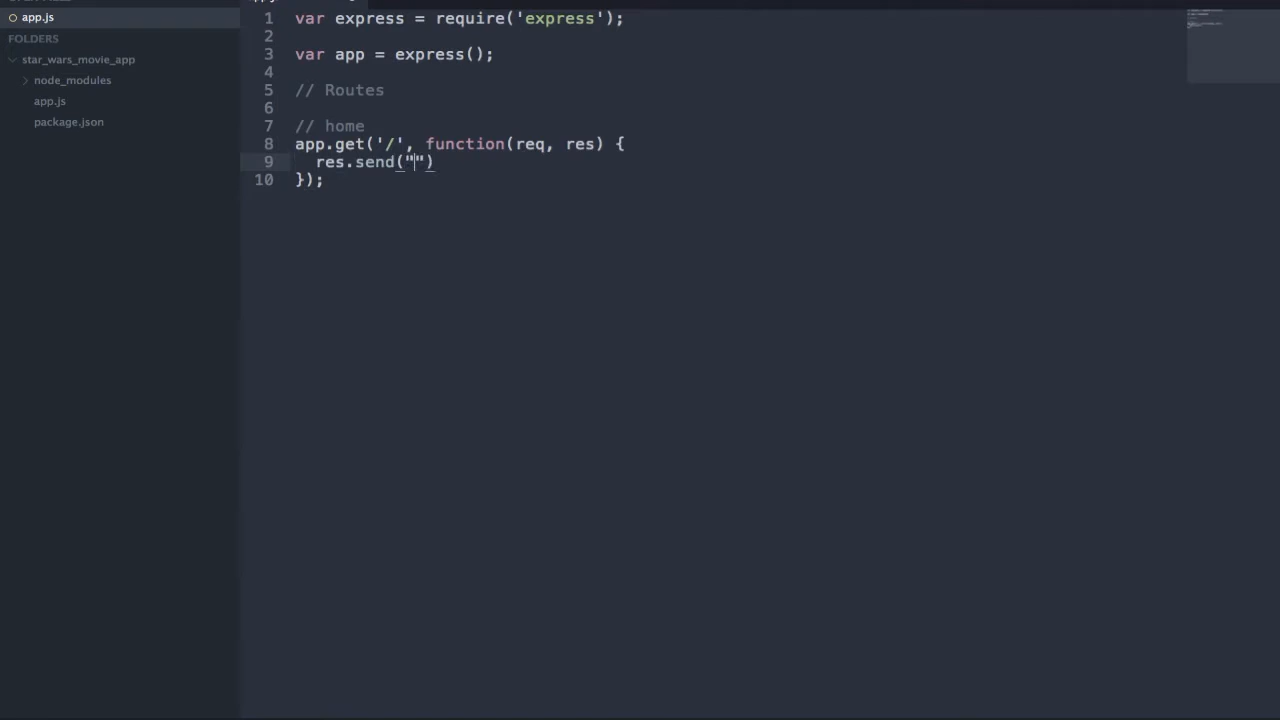 app.js
FOLDERS
star_wars_movie_app
node_modules
app.js
package.json
1 var express = require('express');
2
3 var app = express();
4
5 // Routes
6
7 // home
8 app.get('/', function(req, res) {
9 res.send("")
10 });